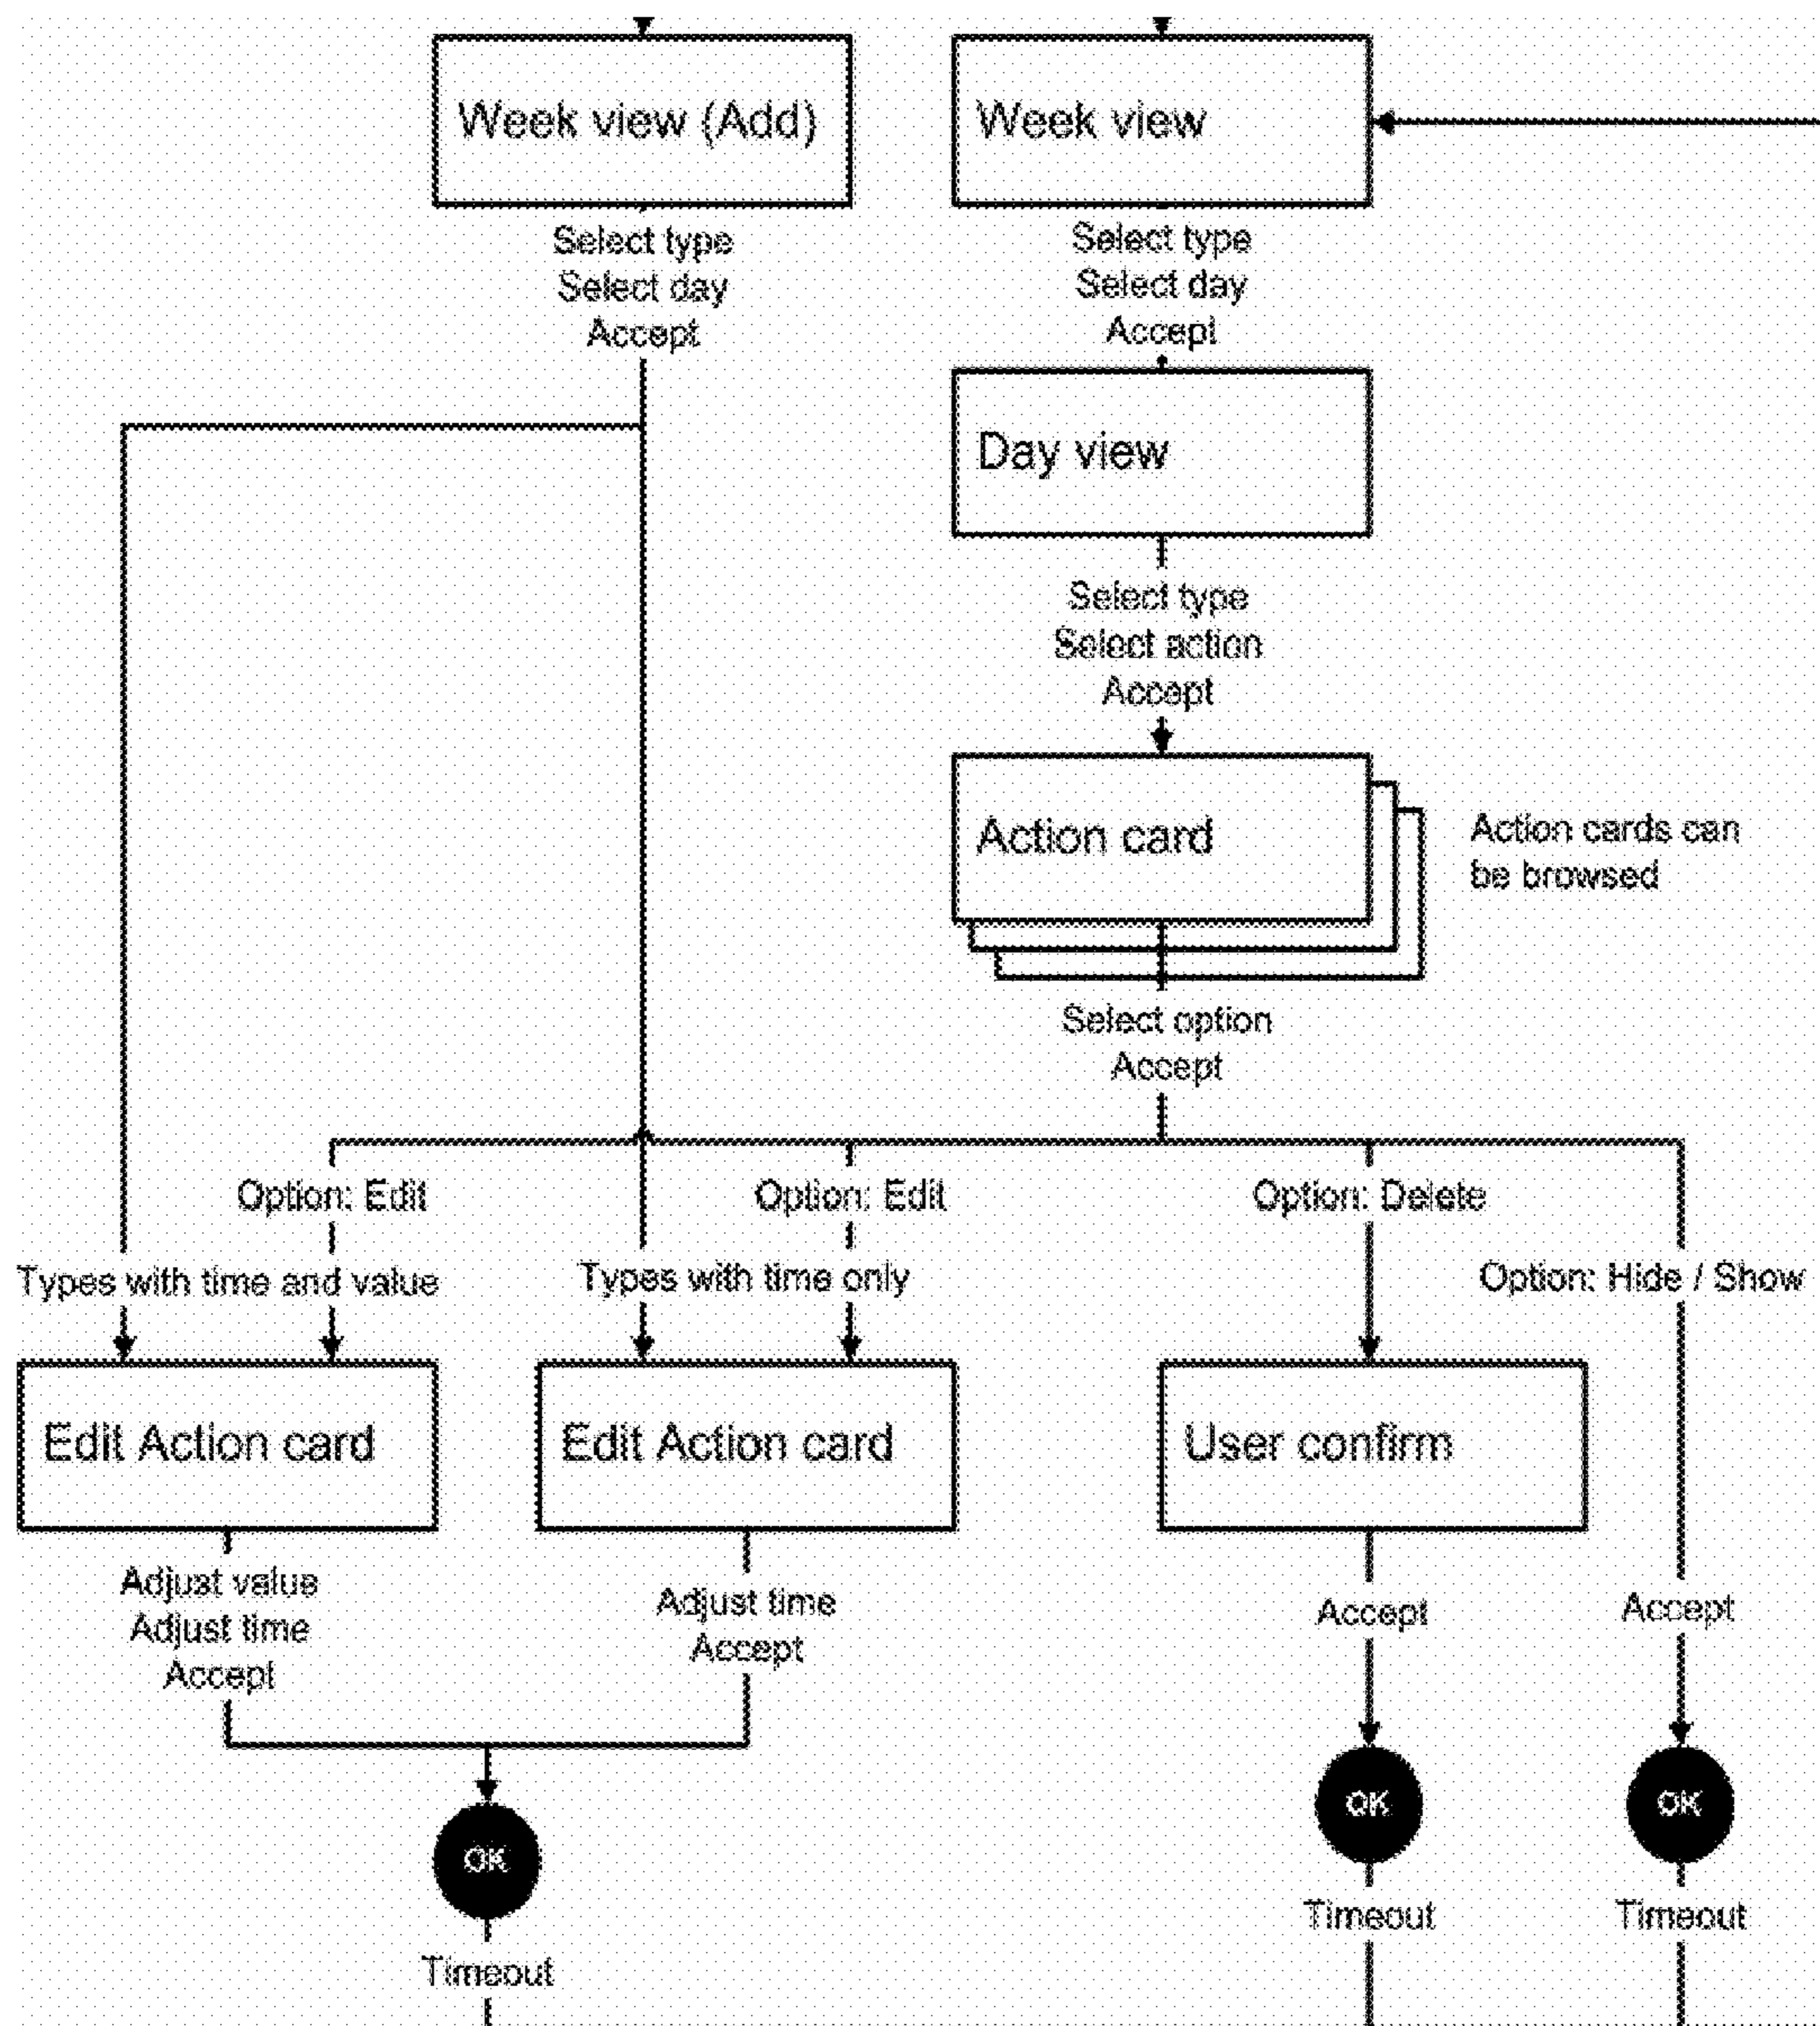 Week view (Add)
Week view
Select type
Select day
Accept
Select type
Select day
Accept
Day view
Select type
Select action
Accept
Action card
Action cards can
be browsed
Select option
Accept
Option: Edit
Option: Edit
Option: Delete
Types with time and value
Types with time only
Option: Hide / Show
Edit Action card
Edit Action card
User confirm
Adjust value
Adjust time
Accept
Adjust time
Accept
Accept
Accept
OK
OK
OK
Timeout
Timeout
Timeout